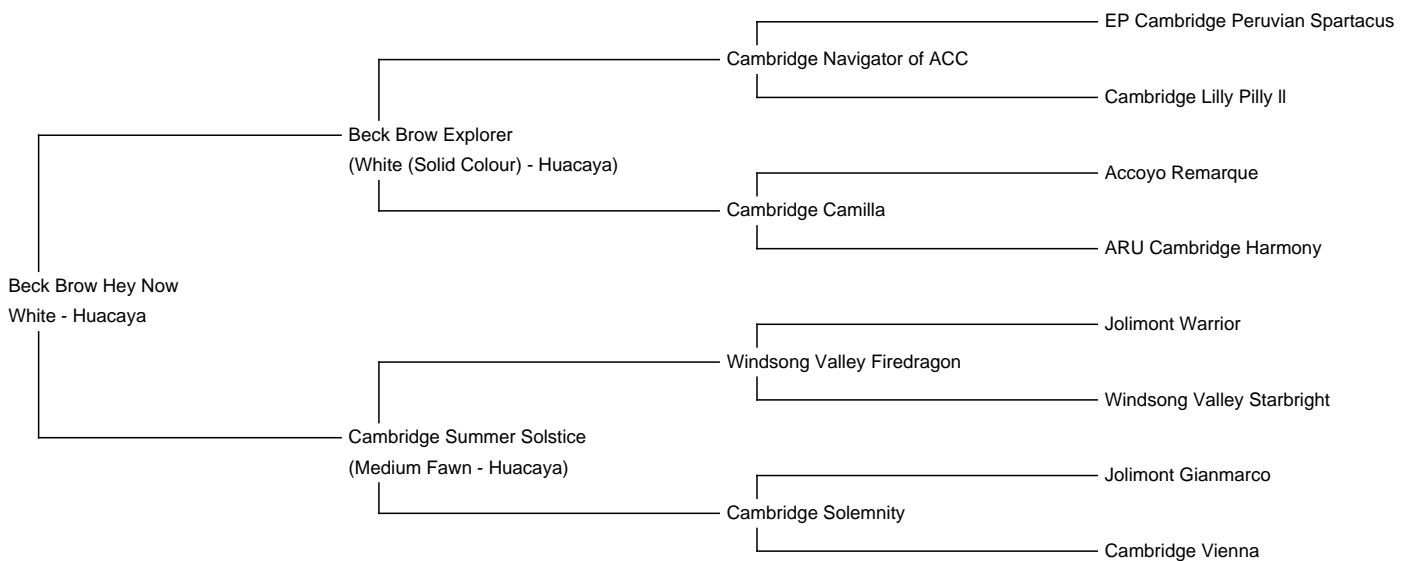 EP Cambridge Peruvian Spartacus
Cambridge Navigator of ACC
Cambridge Lilly Pilly ll
Beck Brow Explorer
(White (Solid Colour) - Huacaya)
Accoyo Remarque
Cambridge Camilla
ARU Cambridge Harmony
Beck Brow Hey Now
White - Huacaya
Jolimont Warrior
Windsong Valley Firedragon
Windsong Valley Starbright
Cambridge Summer Solstice
(Medium Fawn - Huacaya)
Jolimont Gianmarco
Cambridge Solemnity
Cambridge Vienna